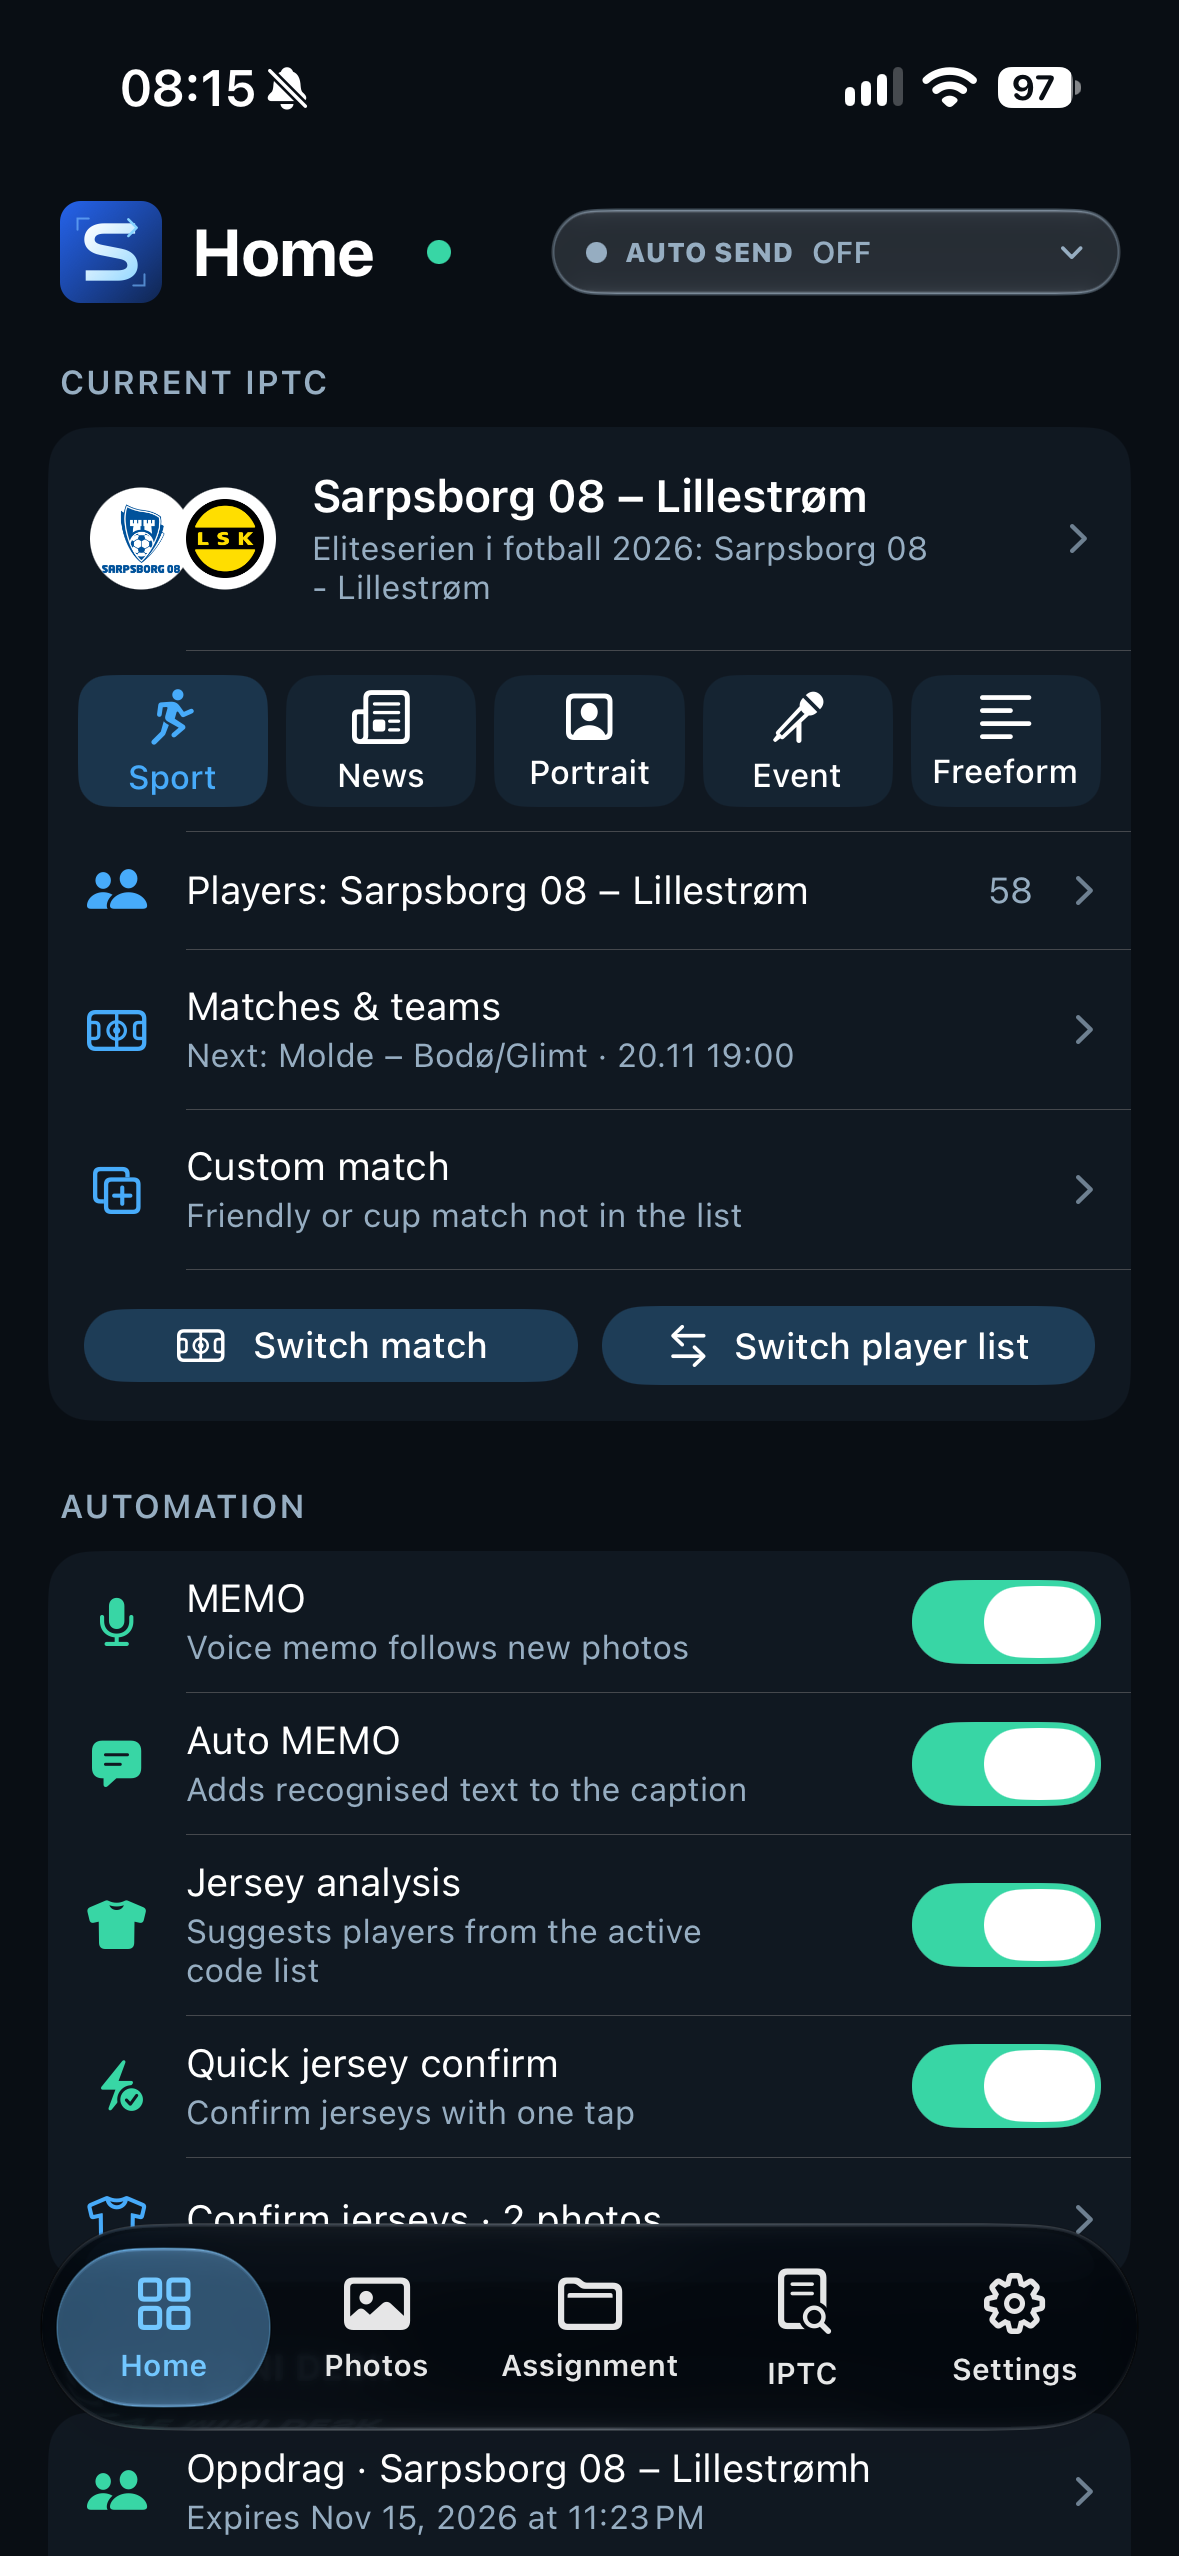 08:15
97
S
Home
AUTO SEND OFF
CURRENT IPTC
SARPSBORG 08
LSK
Sarpsborg 08 – Lillestrøm
Eliteserien i fotball 2026: Sarpsborg 08
- Lillestrøm
Sport
News
Portrait
Event
Freeform
Players: Sarpsborg 08 – Lillestrøm
58
Matches & teams
Next: Molde – Bodø/Glimt · 20.11 19:00
Custom match
Friendly or cup match not in the list
Switch match
Switch player list
AUTOMATION
MEMO
Voice memo follows new photos
Auto MEMO
Adds recognised text to the caption
Jersey analysis
Suggests players from the active
code list
Quick jersey confirm
Confirm jerseys with one tap
Confirm jerseys · 2 photos
Home
Photos
Assignment
IPTC
Settings
Oppdrag · Sarpsborg 08 – Lillestrømh
Expires Nov 15, 2026 at 11:23 PM